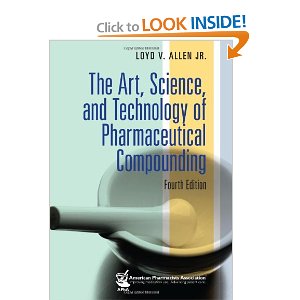 Click to LOOK INSIDE!
LOYD V. ALLEN JR.
The Art, Science,
and Technology of
Pharmaceutical
Compounding
Fourth Edition
American Pharmacists Association
APhA